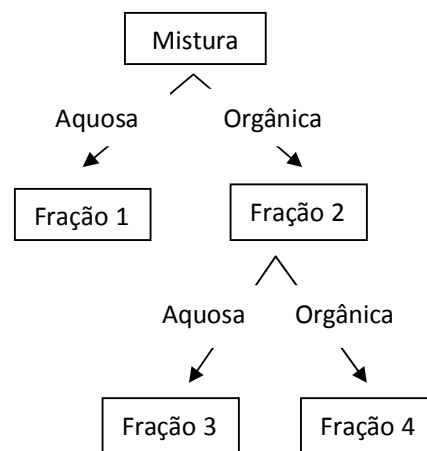 Mistura
Aquosa Orgânica
Fração 1 Fração 2
Aquosa Orgânica
Fração 3 Fração 4